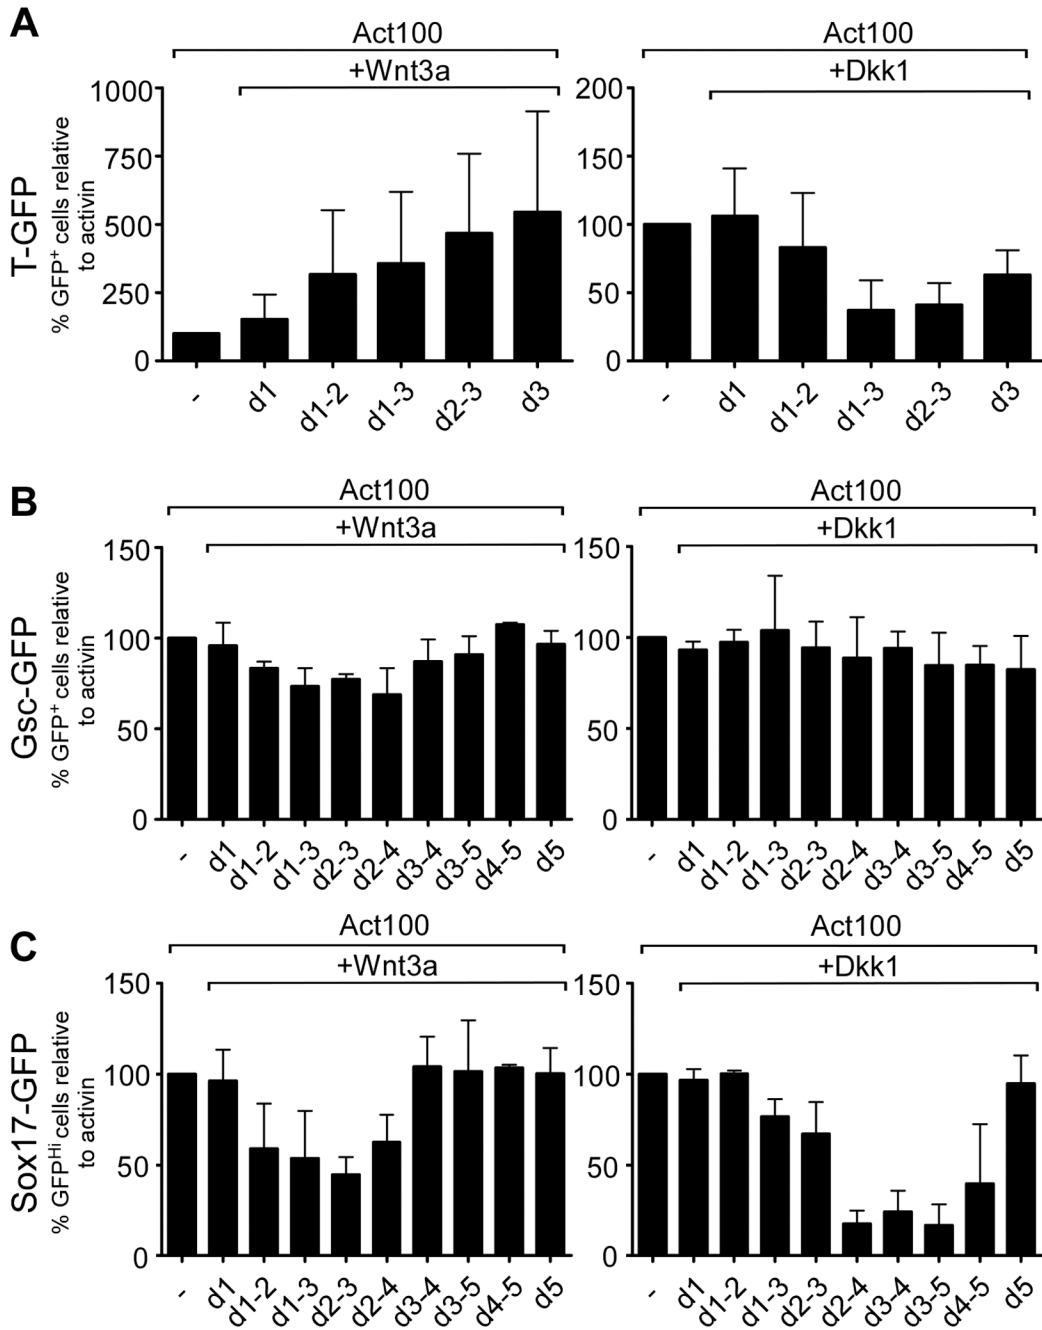 A
Act100
+Wnt3a
T-GFP
% GFP+ cells relative
to activin
1000
750
500
250
0
-
d1
d1-2
d1-3
d2-3
d3
Act100
+Dkk1
200
150
100
50
0
-
d1
d1-2
d1-3
d2-3
d3
B
Act100
+Wnt3a
Gsc-GFP
% GFP+ cells relative
to activin
150
100
50
0
-
d1
d1-2
d1-3
d2-3
d2-4
d3-4
d3-5
d4-5
d5
Act100
+Dkk1
150
100
50
0
-
d1
d1-2
d1-3
d2-3
d2-4
d3-4
d3-5
d4-5
d5
C
Act100
+Wnt3a
Sox17-GFP
% GFPHi cells relative
to activin
150
100
50
0
-
d1
d1-2
d1-3
d2-3
d2-4
d3-4
d3-5
d4-5
d5
Act100
+Dkk1
150
100
50
0
-
d1
d1-2
d1-3
d2-3
d2-4
d3-4
d3-5
d4-5
d5